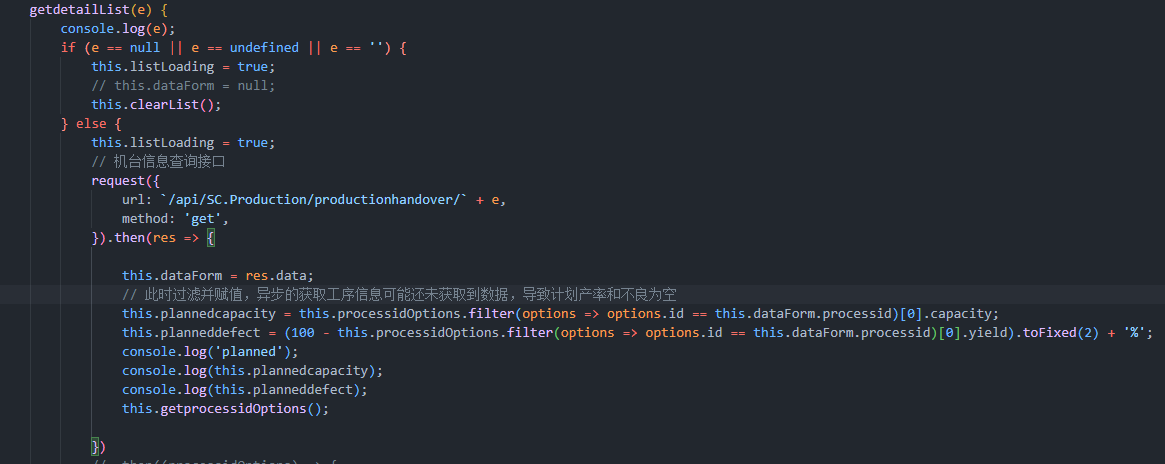 getdetailList(e) {
console.log(e);
if (e == null || e == undefined || e == '') {
this.listLoading = true;
// this.dataForm = null;
this.clearList();
} else {
this.listLoading = true;
// 机台信息查询接口
request({
url: `/api/SC.Production/productionhandover/` + e,
method: 'get',
}).then(res => {
this.dataForm = res.data;
// 此时过滤并赋值，异步的获取工序信息可能还未获取到数据，导致计划产率和不良为空
this.plannedcapacity = this.processidOptions.filter(options => options.id == this.dataForm.processid)[0].capacity;
this.planneddefect = (100 - this.processidOptions.filter(options => options.id == this.dataForm.processid)[0].yield).toFixed(2) + '%';
console.log('planned');
console.log(this.plannedcapacity);
console.log(this.planneddefect);
this.getprocessidOptions();
})
// then((processidOptions) => {